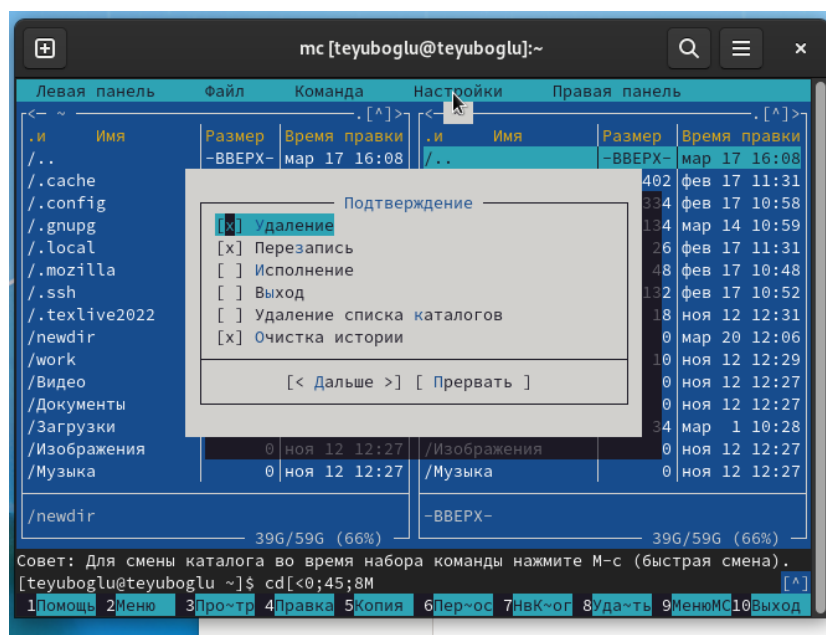 mc [teyuboglu@teyuboglu]:~
Левая панель Файл Команда Настройки Правая панель
<─ ~ .[^]> <─ .[^]>
.и Имя Размер Время правки .и Имя Размер Время правки
/.. -ВВЕРХ- мар 17 16:08 /.. -ВВЕРХ- мар 17 16:08
/.cache 402 фев 17 11:31
/.config Подтверждение 334 фев 17 10:58
/.gnupg [x] Удаление 134 мар 14 10:59
/.local [x] Перезапись 26 фев 17 11:31
/.mozilla [ ] Исполнение 48 фев 17 10:48
/.ssh [ ] Выход 132 фев 17 10:52
/.texlive2022 [ ] Удаление списка каталогов 18 ноя 12 12:31
/newdir [x] Очистка истории 0 мар 20 12:06
/work 10 ноя 12 12:29
/Видео [< Дальше >] [ Прервать ] 0 ноя 12 12:27
/Документы 0 ноя 12 12:27
/Загрузки 34 мар 1 10:28
/Изображения 0 ноя 12 12:27 /Изображения 0 ноя 12 12:27
/Музыка 0 ноя 12 12:27 /Музыка 0 ноя 12 12:27
/newdir -ВВЕРХ-
39G/59G (66%) 39G/59G (66%)
Совет: Для смены каталога во время набора команды нажмите M-c (быстрая смена).
[teyuboglu@teyuboglu ~]$ cd[<0;45;8M [^]
1Помощь 2Меню 3Про~тр 4Правка 5Копия 6Пер~ос 7НвК~ог 8Уда~ть 9МенюMC 10Выход